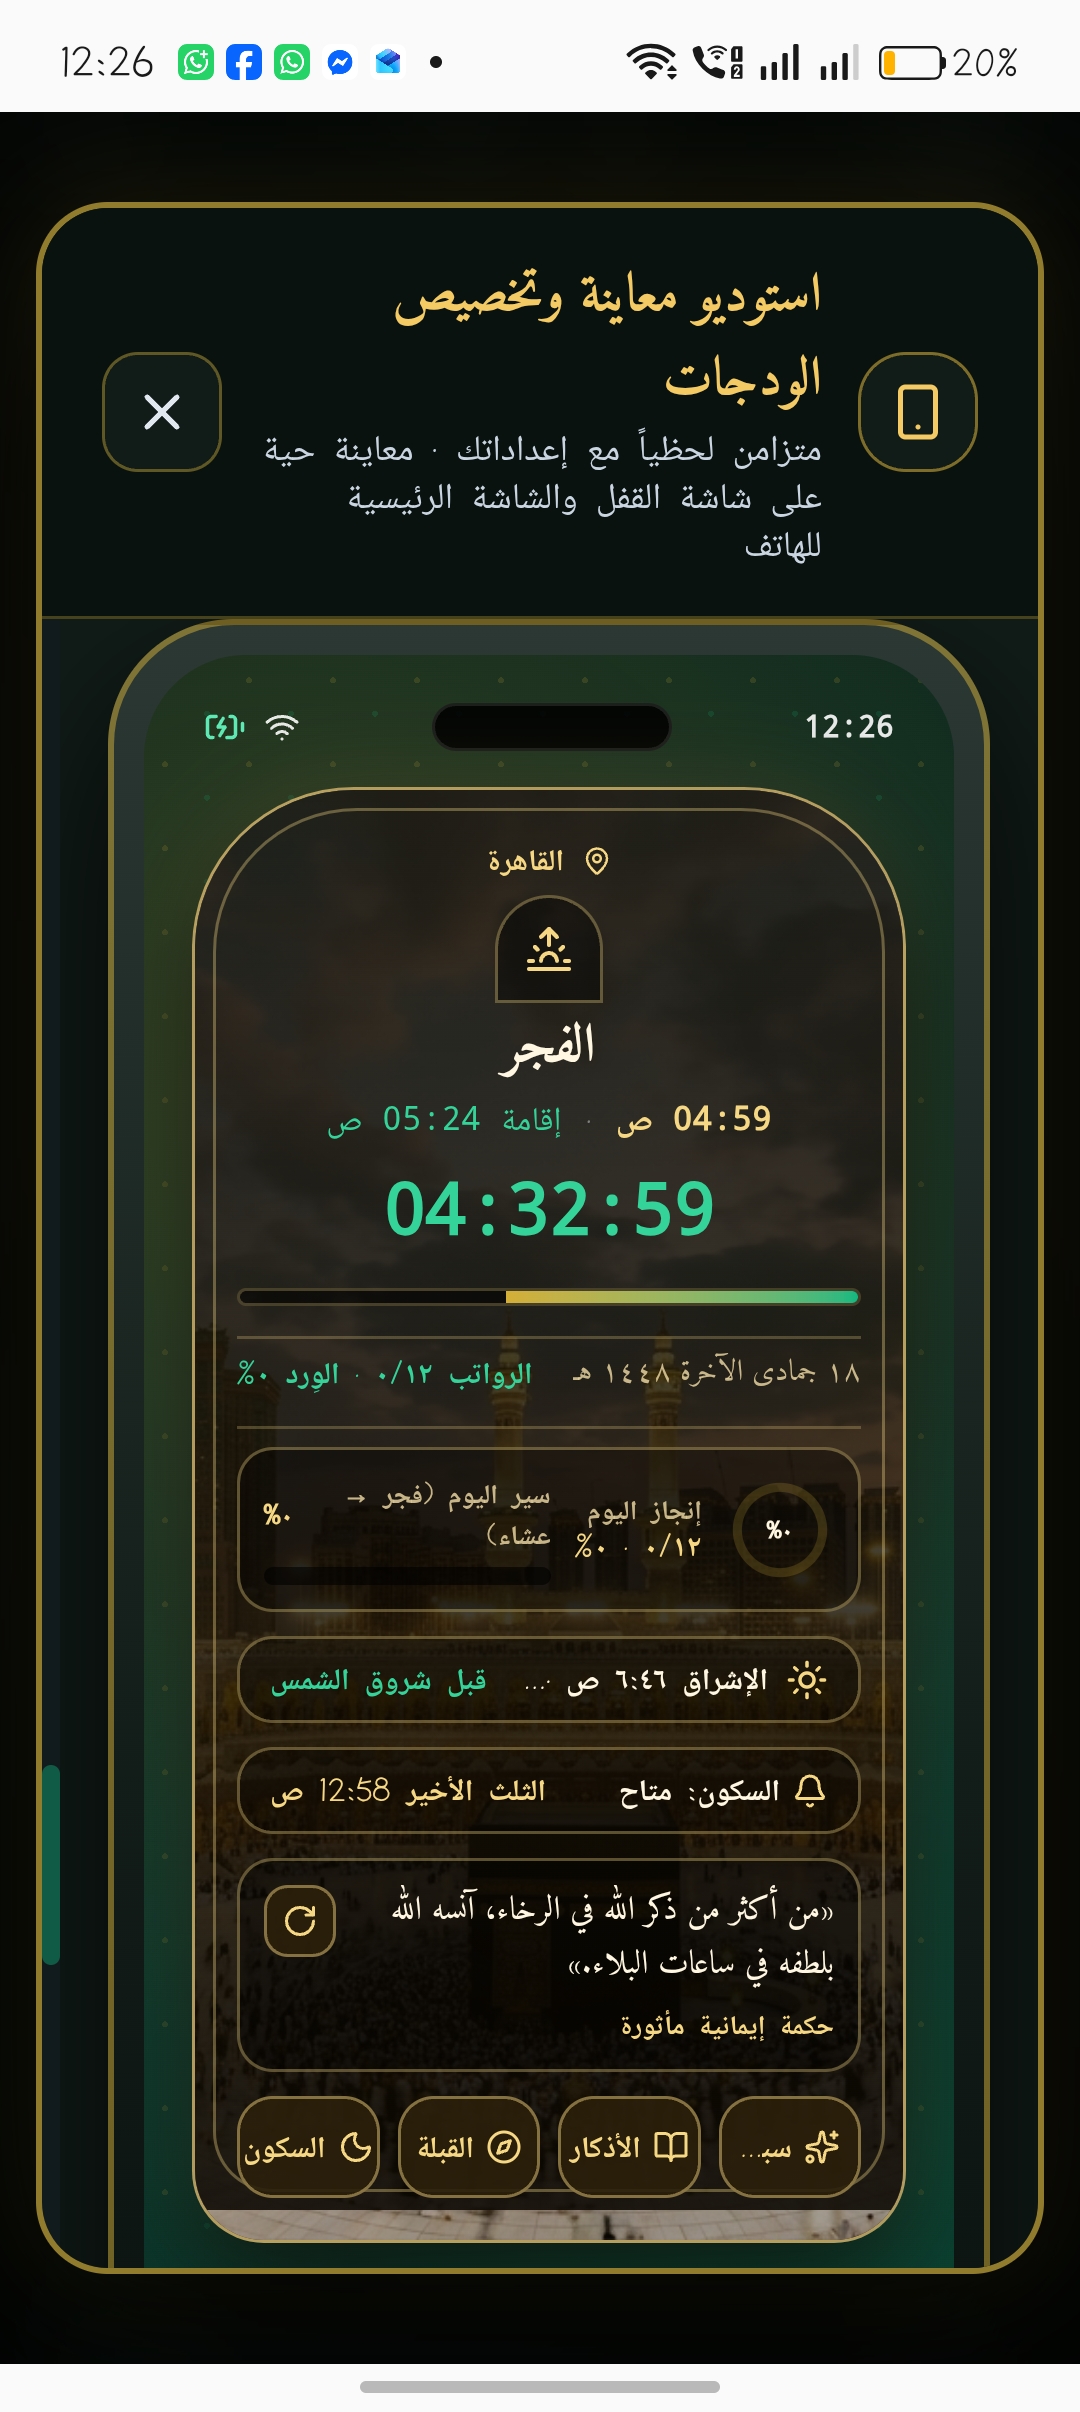 12:26
20%
استوديو معاينة وتخصيص
الودجات
متزامن لحظياً مع إعداداتك · معاينة حية
على شاشة القفل والشاشة الرئيسية
للهاتف
12:26
القاهرة
الفجر
04:59 ص · إقامة 05:24 ص
04:32:59
١٨ جمادى الآخرة ١٤٤٨ هـ
الرواتب ٠/١٢ · الوِرد ٠%
٠%
إنجاز اليوم
٠/١٢ · ٠%
سير اليوم (فجر →
عشاء)
٠%
الإشراق ٦:٤٦ ص ·...
قبل شروق الشمس
السكون: متاح
الثلث الأخير 12:58 ص
«من أكثر من ذكر الله في الرخاء، آنسه الله
بلطفه في ساعات البلاء.»
حكمة إيمانية مأثورة
سب...
الأذكار
القبلة
السكون